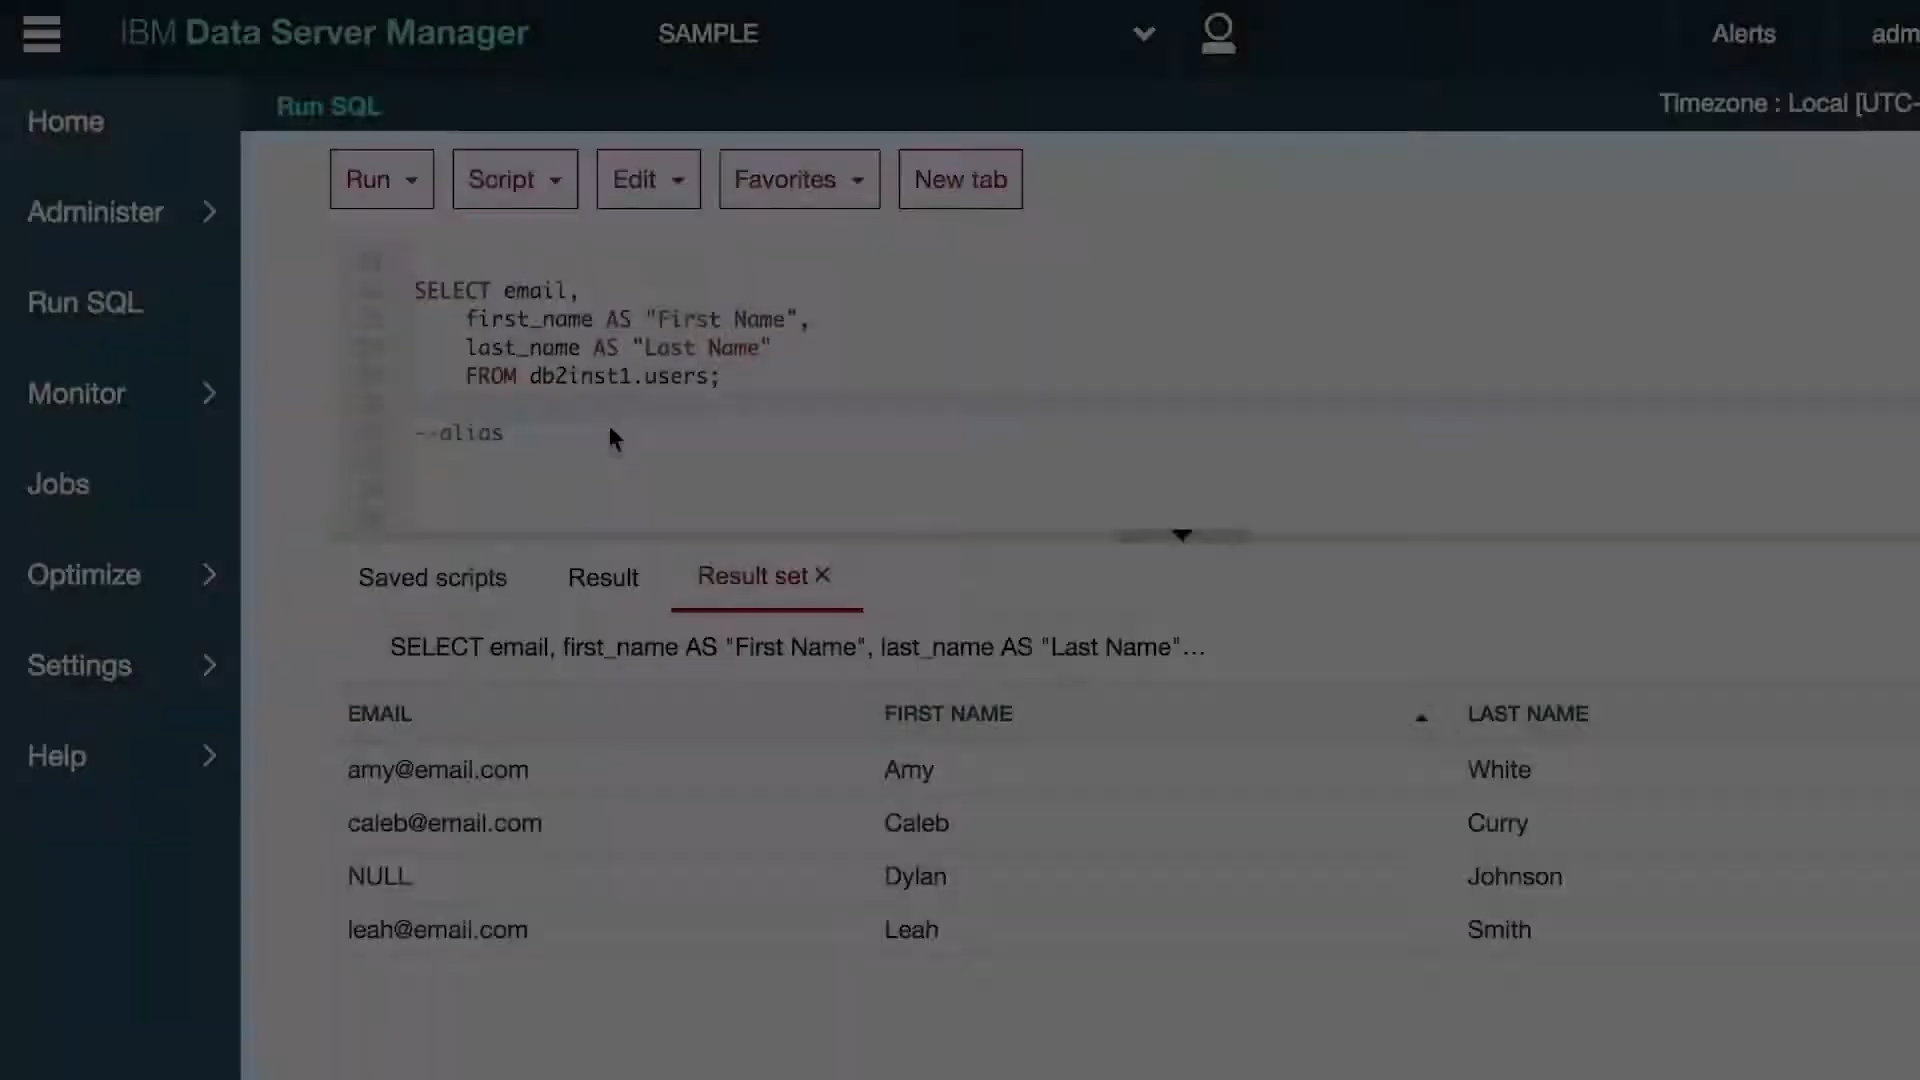 IBM Data Server Manager
SAMPLE
Alerts
adm
Run SQL
Timezone : Local [UTC-
Home
Administer
Run SQL
Monitor
Jobs
Optimize
Settings
Help
Run
Script
Edit
Favorites
New tab
SELECT email,
first_name AS "First Name",
last_name AS "Last Name"
FROM db2inst1.users;
--alias
Saved scripts
Result
Result set
SELECT email, first_name AS "First Name", last_name AS "Last Name"...
EMAIL FIRST NAME LAST NAME
amy@email.com Amy White
caleb@email.com Caleb Curry
NULL Dylan Johnson
leah@email.com Leah Smith